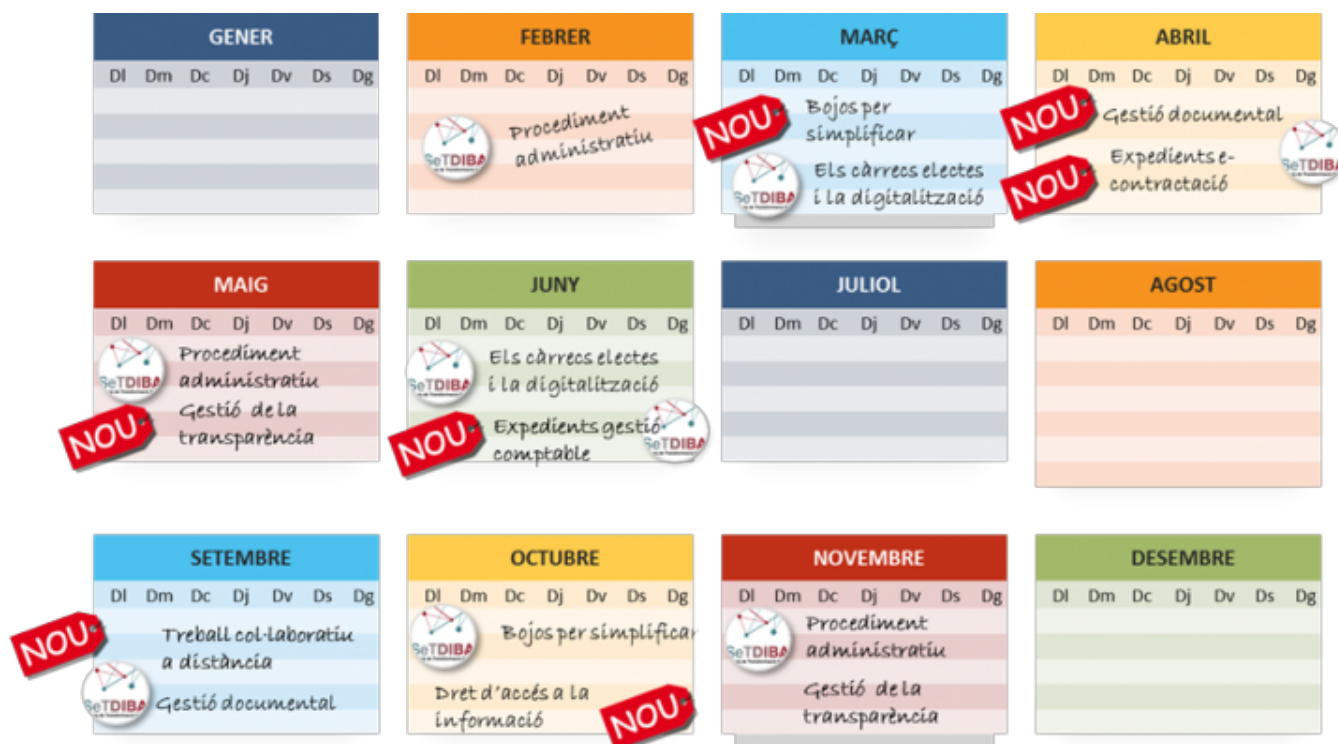 GENER
Dl Dm Dc Dj Dv Ds Dg
FEBRER
Dl Dm Dc Dj Dv Ds Dg
SeTDIBA
Procediment
administratiu
MARÇ
Dl Dm Dc Dj Dv Ds Dg
NOU
Bojos per
simplificar
SeTDIBA
Els càrrecs electes
i la digitalització
ABRIL
Dl Dm Dc Dj Dv Ds Dg
NOU
Gestió documental
SeTDIBA
NOU
Expedients e-
contractació
MAIG
Dl Dm Dc Dj Dv Ds Dg
SeTDIBA
Procediment
administratiu
NOU
Gestió de la
transparència
JUNY
Dl Dm Dc Dj Dv Ds Dg
SeTDIBA
Els càrrecs electes
i la digitalització
NOU
Expedients gestió
comptable
SeTDIBA
JULIOL
Dl Dm Dc Dj Dv Ds Dg
AGOST
Dl Dm Dc Dj Dv Ds Dg
SETEMBRE
Dl Dm Dc Dj Dv Ds Dg
NOU
Treball col·laboratiu
a distància
SeTDIBA
Gestió documental
OCTUBRE
Dl Dm Dc Dj Dv Ds Dg
SeTDIBA
Bojos per simplificar
Dret d'accés a la
informació
NOU
NOVEMBRE
Dl Dm Dc Dj Dv Ds Dg
SeTDIBA
Procediment
administratiu
Gestió de la
transparència
DESEMBRE
Dl Dm Dc Dj Dv Ds Dg